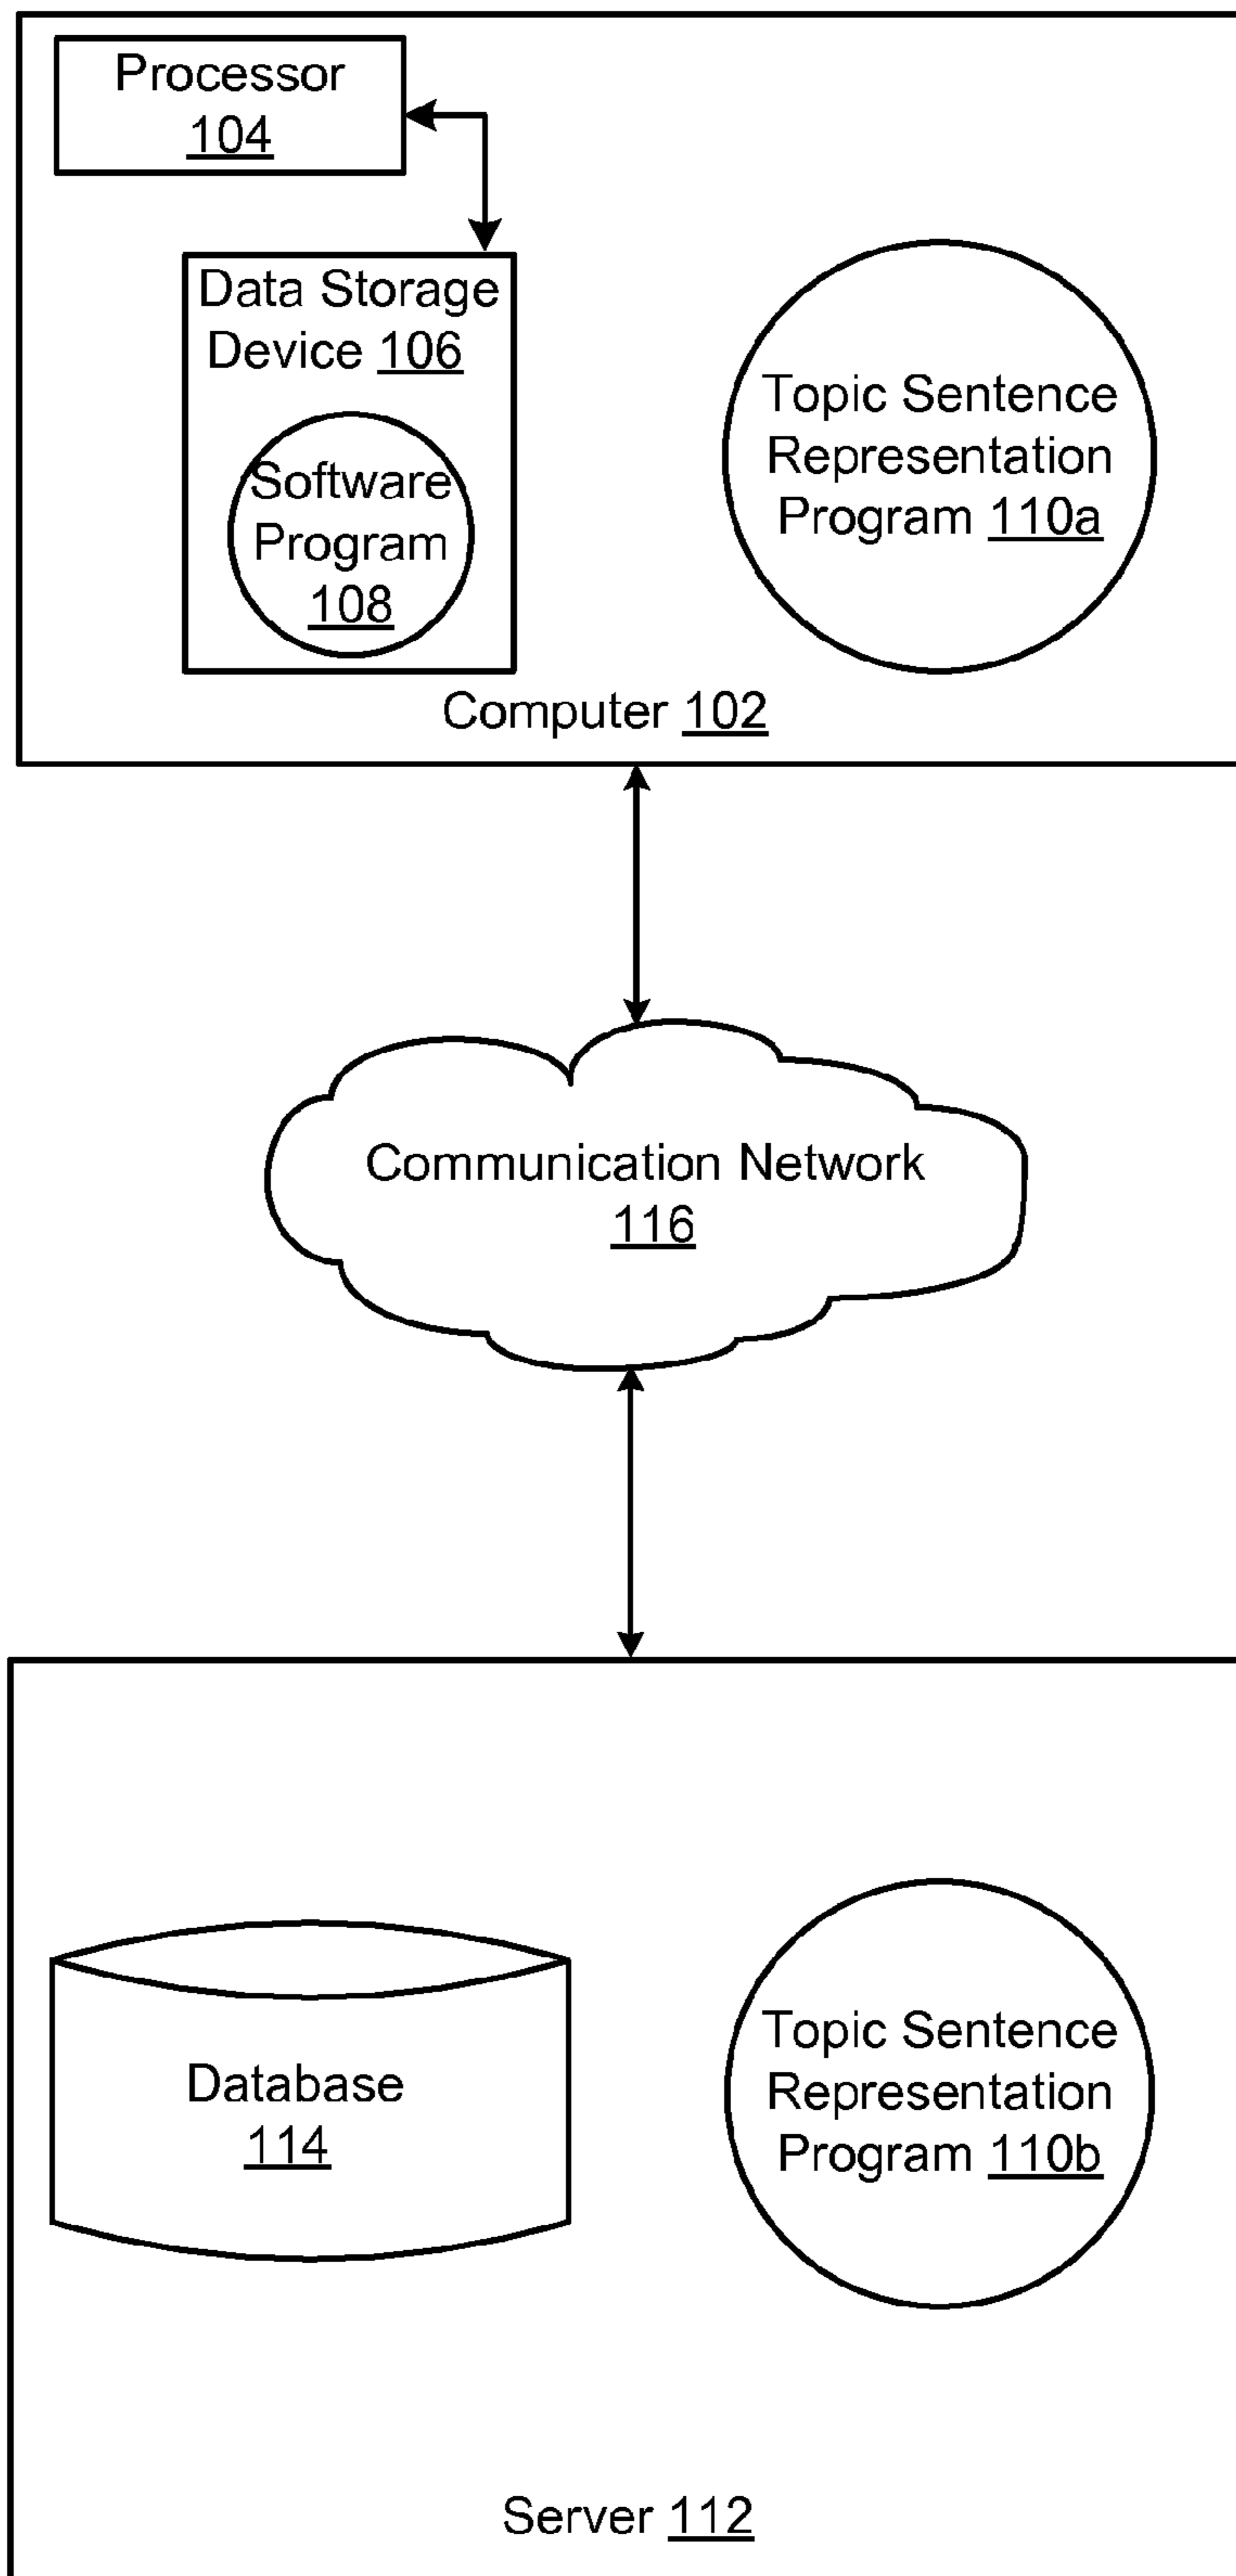 Processor
104
Data Storage
Device 106
Software
Program
108
Topic Sentence
Representation
Program 110a
Computer 102
Communication Network
116
Database
114
Topic Sentence
Representation
Program 110b
Server 112